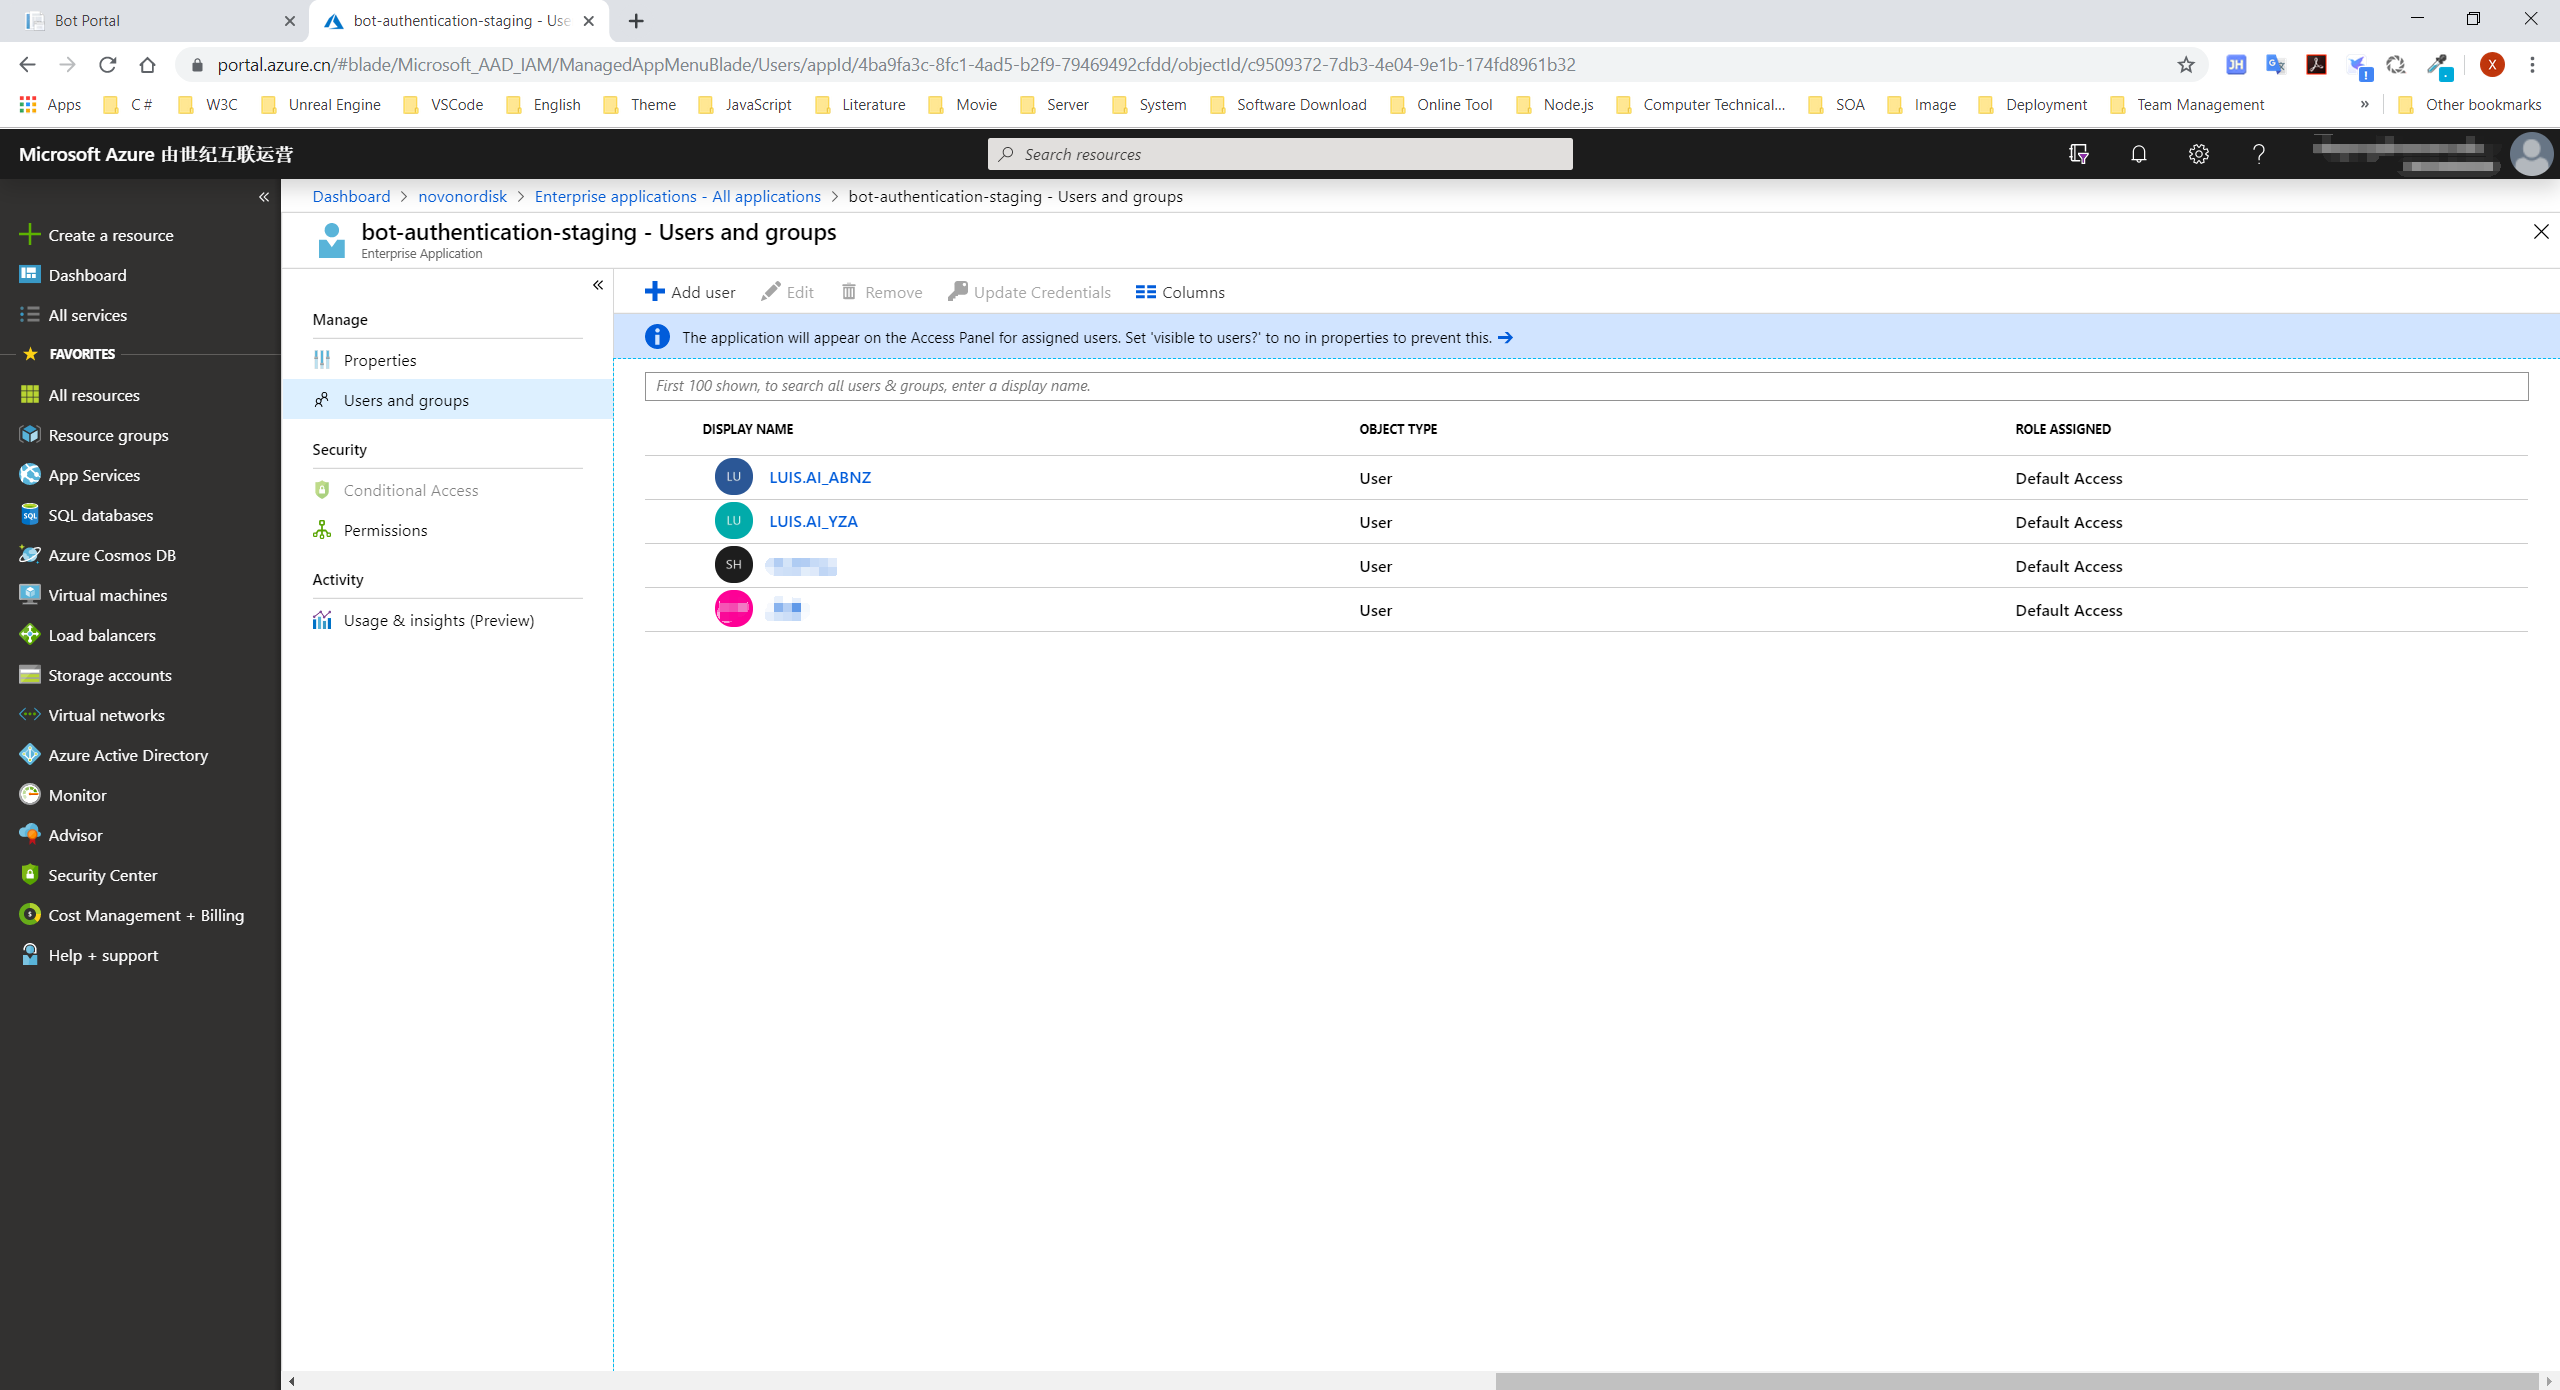 Bot Portal
bot-authentication-staging - Use
portal.azure.cn/#blade/Microsoft_AAD_IAM/ManagedAppMenuBlade/Users/appId/4ba9fa3c-8fc1-4ad5-b2f9-79469492cfdd/objectId/c9509372-7db3-4e04-9e1b-174fd8961b32
JH
X
Apps C # W3C Unreal Engine VSCode English Theme JavaScript Literature Movie Server System Software Download Online Tool Node.js Computer Technical... SOA Image Deployment Team Management » Other bookmarks
Microsoft Azure 由世纪互联运营
Search resources
Dashboard > novonordisk > Enterprise applications - All applications > bot-authentication-staging - Users and groups
bot-authentication-staging - Users and groups
Enterprise Application
Create a resource
Dashboard
All services
FAVORITES
All resources
Resource groups
App Services
SQL databases
Azure Cosmos DB
Virtual machines
Load balancers
Storage accounts
Virtual networks
Azure Active Directory
Monitor
Advisor
Security Center
Cost Management + Billing
Help + support
Manage
Properties
Users and groups
Security
Conditional Access
Permissions
Activity
Usage & insights (Preview)
Add user Edit Remove Update Credentials Columns
The application will appear on the Access Panel for assigned users. Set 'visible to users?' to no in properties to prevent this.
First 100 shown, to search all users & groups, enter a display name.
DISPLAY NAME OBJECT TYPE ROLE ASSIGNED
LU LUIS.AI_ABNZ User Default Access
LU LUIS.AI_YZA User Default Access
SH User Default Access
User Default Access